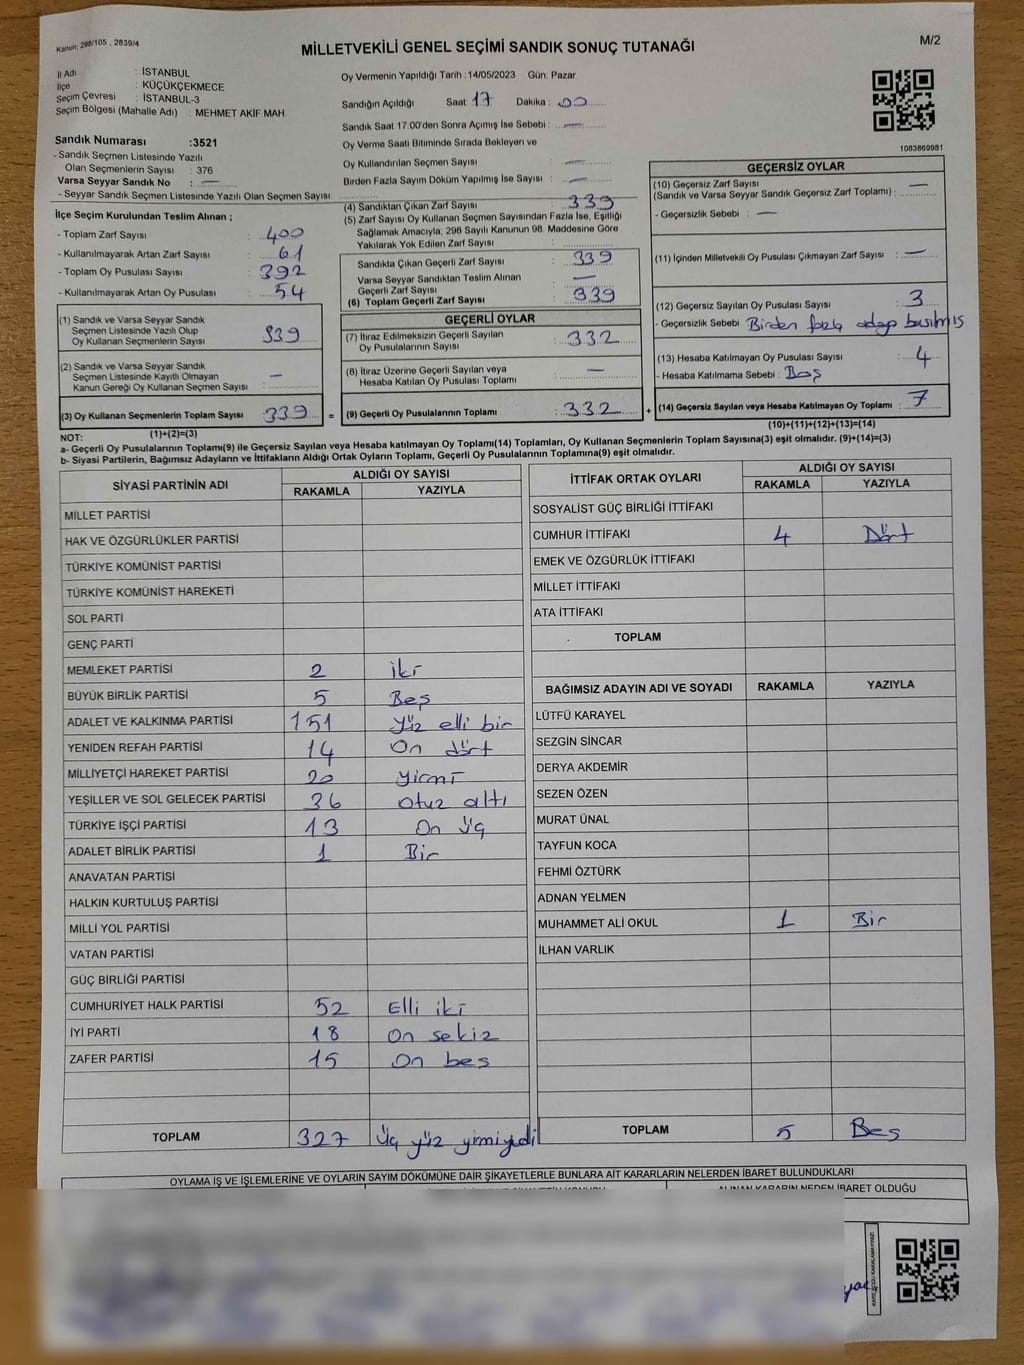 Kanun: 298/105 , 2839/4
MİLLETVEKİLİ GENEL SEÇİMİ SANDIK SONUÇ TUTANAĞI
M/2
İl Adı : İSTANBUL
İlçe : KÜÇÜKÇEKMECE
Seçim Çevresi : İSTANBUL-3
Seçim Bölgesi (Mahalle Adı) : MEHMET AKİF MAH
Oy Vermenin Yapıldığı Tarih :14/05/2023 Gün: Pazar
Sandığın Açıldığı Saat: 17 Dakika : 00
Sandık Saat 17.00'den Sonra Açımış İse Sebebi : —
Oy Verme Saati Bitiminde Sırada Bekleyen ve
Oy Kullandırılan Seçmen Sayısı : —
Birden Fazla Sayım Döküm Yapılmış İse Sayısı : —
1083869981
Sandık Numarası :3521
- Sandık Seçmen Listesinde Yazılı
Olan Seçmenlerin Sayısı : 376
Varsa Seyyar Sandık No : —
- Seyyar Sandık Seçmen Listesinde Yazılı Olan Seçmen Sayısı
İlçe Seçim Kurulundan Teslim Alınan ;
- Toplam Zarf Sayısı : 400
- Kullanılmayarak Artan Zarf Sayısı : 61
- Toplam Oy Pusulası Sayısı : 392
- Kullanılmayarak Artan Oy Pusulası : 54
(1) Sandık ve Varsa Seyyar Sandık
Seçmen Listesinde Yazılı Olup
Oy Kullanan Seçmenlerin Sayısı : 339
(2) Sandık ve Varsa Seyyar Sandık
Seçmen Listesinde Kayıtlı Olmayan
Kanun Gereği Oy Kullanan Seçmen Sayısı : —
(3) Oy Kullanan Seçmenlerin Toplam Sayısı : 339
(1)+(2)=(3)
(4) Sandıktan Çıkan Zarf Sayısı : 339
(5) Zarf Sayısı Oy Kullanan Seçmen Sayısından Fazla İse, Eşitliği
Sağlamak Amacıyla; 298 Sayılı Kanunun 98. Maddesine Göre
Yakılarak Yok Edilen Zarf Sayısı :
Sandıkta Çıkan Geçerli Zarf Sayısı : 339
Varsa Seyyar Sandıktan Teslim Alınan
Geçerli Zarf Sayısı : —
(6) Toplam Geçerli Zarf Sayısı : 339
GEÇERLİ OYLAR
(7) İtiraz Edilmeksizin Geçerli Sayılan
Oy Pusulalarının Sayısı : 332
(8) İtiraz Üzerine Geçerli Sayılan veya
Hesaba Katılan Oy Pusulası Toplamı : —
= (9) Geçerli Oy Pusulalarının Toplamı : 332 +
GEÇERSİZ OYLAR
(10) Geçersiz Zarf Sayısı
(Sandık ve Varsa Seyyar Sandık Geçersiz Zarf Toplamı) : —
- Geçersizlik Sebebi : —
(11) İçinden Milletvekili Oy Pusulası Çıkmayan Zarf Sayısı : —
(12) Geçersiz Sayılan Oy Pusulası Sayısı : 3
- Geçersizlik Sebebi : Birden fazla adaya basılmış
(13) Hesaba Katılmayan Oy Pusulası Sayısı : 4
- Hesaba Katılmama Sebebi : Boş
(14) Geçersiz Sayılan veya Hesaba Katılmayan Oy Toplamı : 7
(10)+(11)+(12)+(13)=(14)
NOT:
a- Geçerli Oy Pusulalarının Toplamı(9) ile Geçersiz Sayılan veya Hesaba katılmayan Oy Toplamı(14) Toplamları, Oy Kullanan Seçmenlerin Toplam Sayısına(3) eşit olmalıdır. (9)+(14)=(3)
b- Siyasi Partilerin, Bağımsız Adayların ve İttifakların Aldığı Ortak Oyların Toplamı, Geçerli Oy Pusulalarının Toplamına(9) eşit olmalıdır.
SİYASİ PARTİNİN ADI ALDIĞI OY SAYISI
RAKAMLA YAZIYLA
MİLLET PARTİSİ
HAK VE ÖZGÜRLÜKLER PARTİSİ
TÜRKİYE KOMÜNİST PARTİSİ
TÜRKİYE KOMÜNİST HAREKETİ
SOL PARTİ
GENÇ PARTİ
MEMLEKET PARTİSİ 2 iki
BÜYÜK BİRLİK PARTİSİ 5 Beş
ADALET VE KALKINMA PARTİSİ 151 Yüz elli bir
YENİDEN REFAH PARTİSİ 14 On dört
MİLLİYETÇİ HAREKET PARTİSİ 20 yirmi
YEŞİLLER VE SOL GELECEK PARTİSİ 36 otuz altı
TÜRKİYE İŞÇİ PARTİSİ 13 On üç
ADALET BİRLİK PARTİSİ 1 Bir
ANAVATAN PARTİSİ
HALKIN KURTULUŞ PARTİSİ
MİLLİ YOL PARTİSİ
VATAN PARTİSİ
GÜÇ BİRLİĞİ PARTİSİ
CUMHURİYET HALK PARTİSİ 52 Elli iki
İYİ PARTİ 18 On sekiz
ZAFER PARTİSİ 15 On beş
TOPLAM 327 üç yüz yirmiyedi
İTTİFAK ORTAK OYLARI ALDIĞI OY SAYISI
RAKAMLA YAZIYLA
SOSYALİST GÜÇ BİRLİĞİ İTTİFAKI
CUMHUR İTTİFAKI 4 Dört
EMEK VE ÖZGÜRLÜK İTTİFAKI
MİLLET İTTİFAKI
ATA İTTİFAKI
TOPLAM
BAĞIMSIZ ADAYIN ADI VE SOYADI RAKAMLA YAZIYLA
LÜTFÜ KARAYEL
SEZGİN SİNCAR
DERYA AKDEMİR
SEZEN ÖZEN
MURAT ÜNAL
TAYFUN KOCA
FEHMİ ÖZTÜRK
ADNAN YELMEN
MUHAMMET ALİ OKUL 1 Bir
İLHAN VARLIK
TOPLAM 5 Beş
OYLAMA İŞ VE İŞLEMLERİNE VE OYLARIN SAYIM DÖKÜMÜNE DAİR ŞİKAYETLERLE BUNLARA AİT KARARLARIN NELERDEN İBARET BULUNDUKLARI
ALINAN KARARIN NEDEN İBARET OLDUĞU